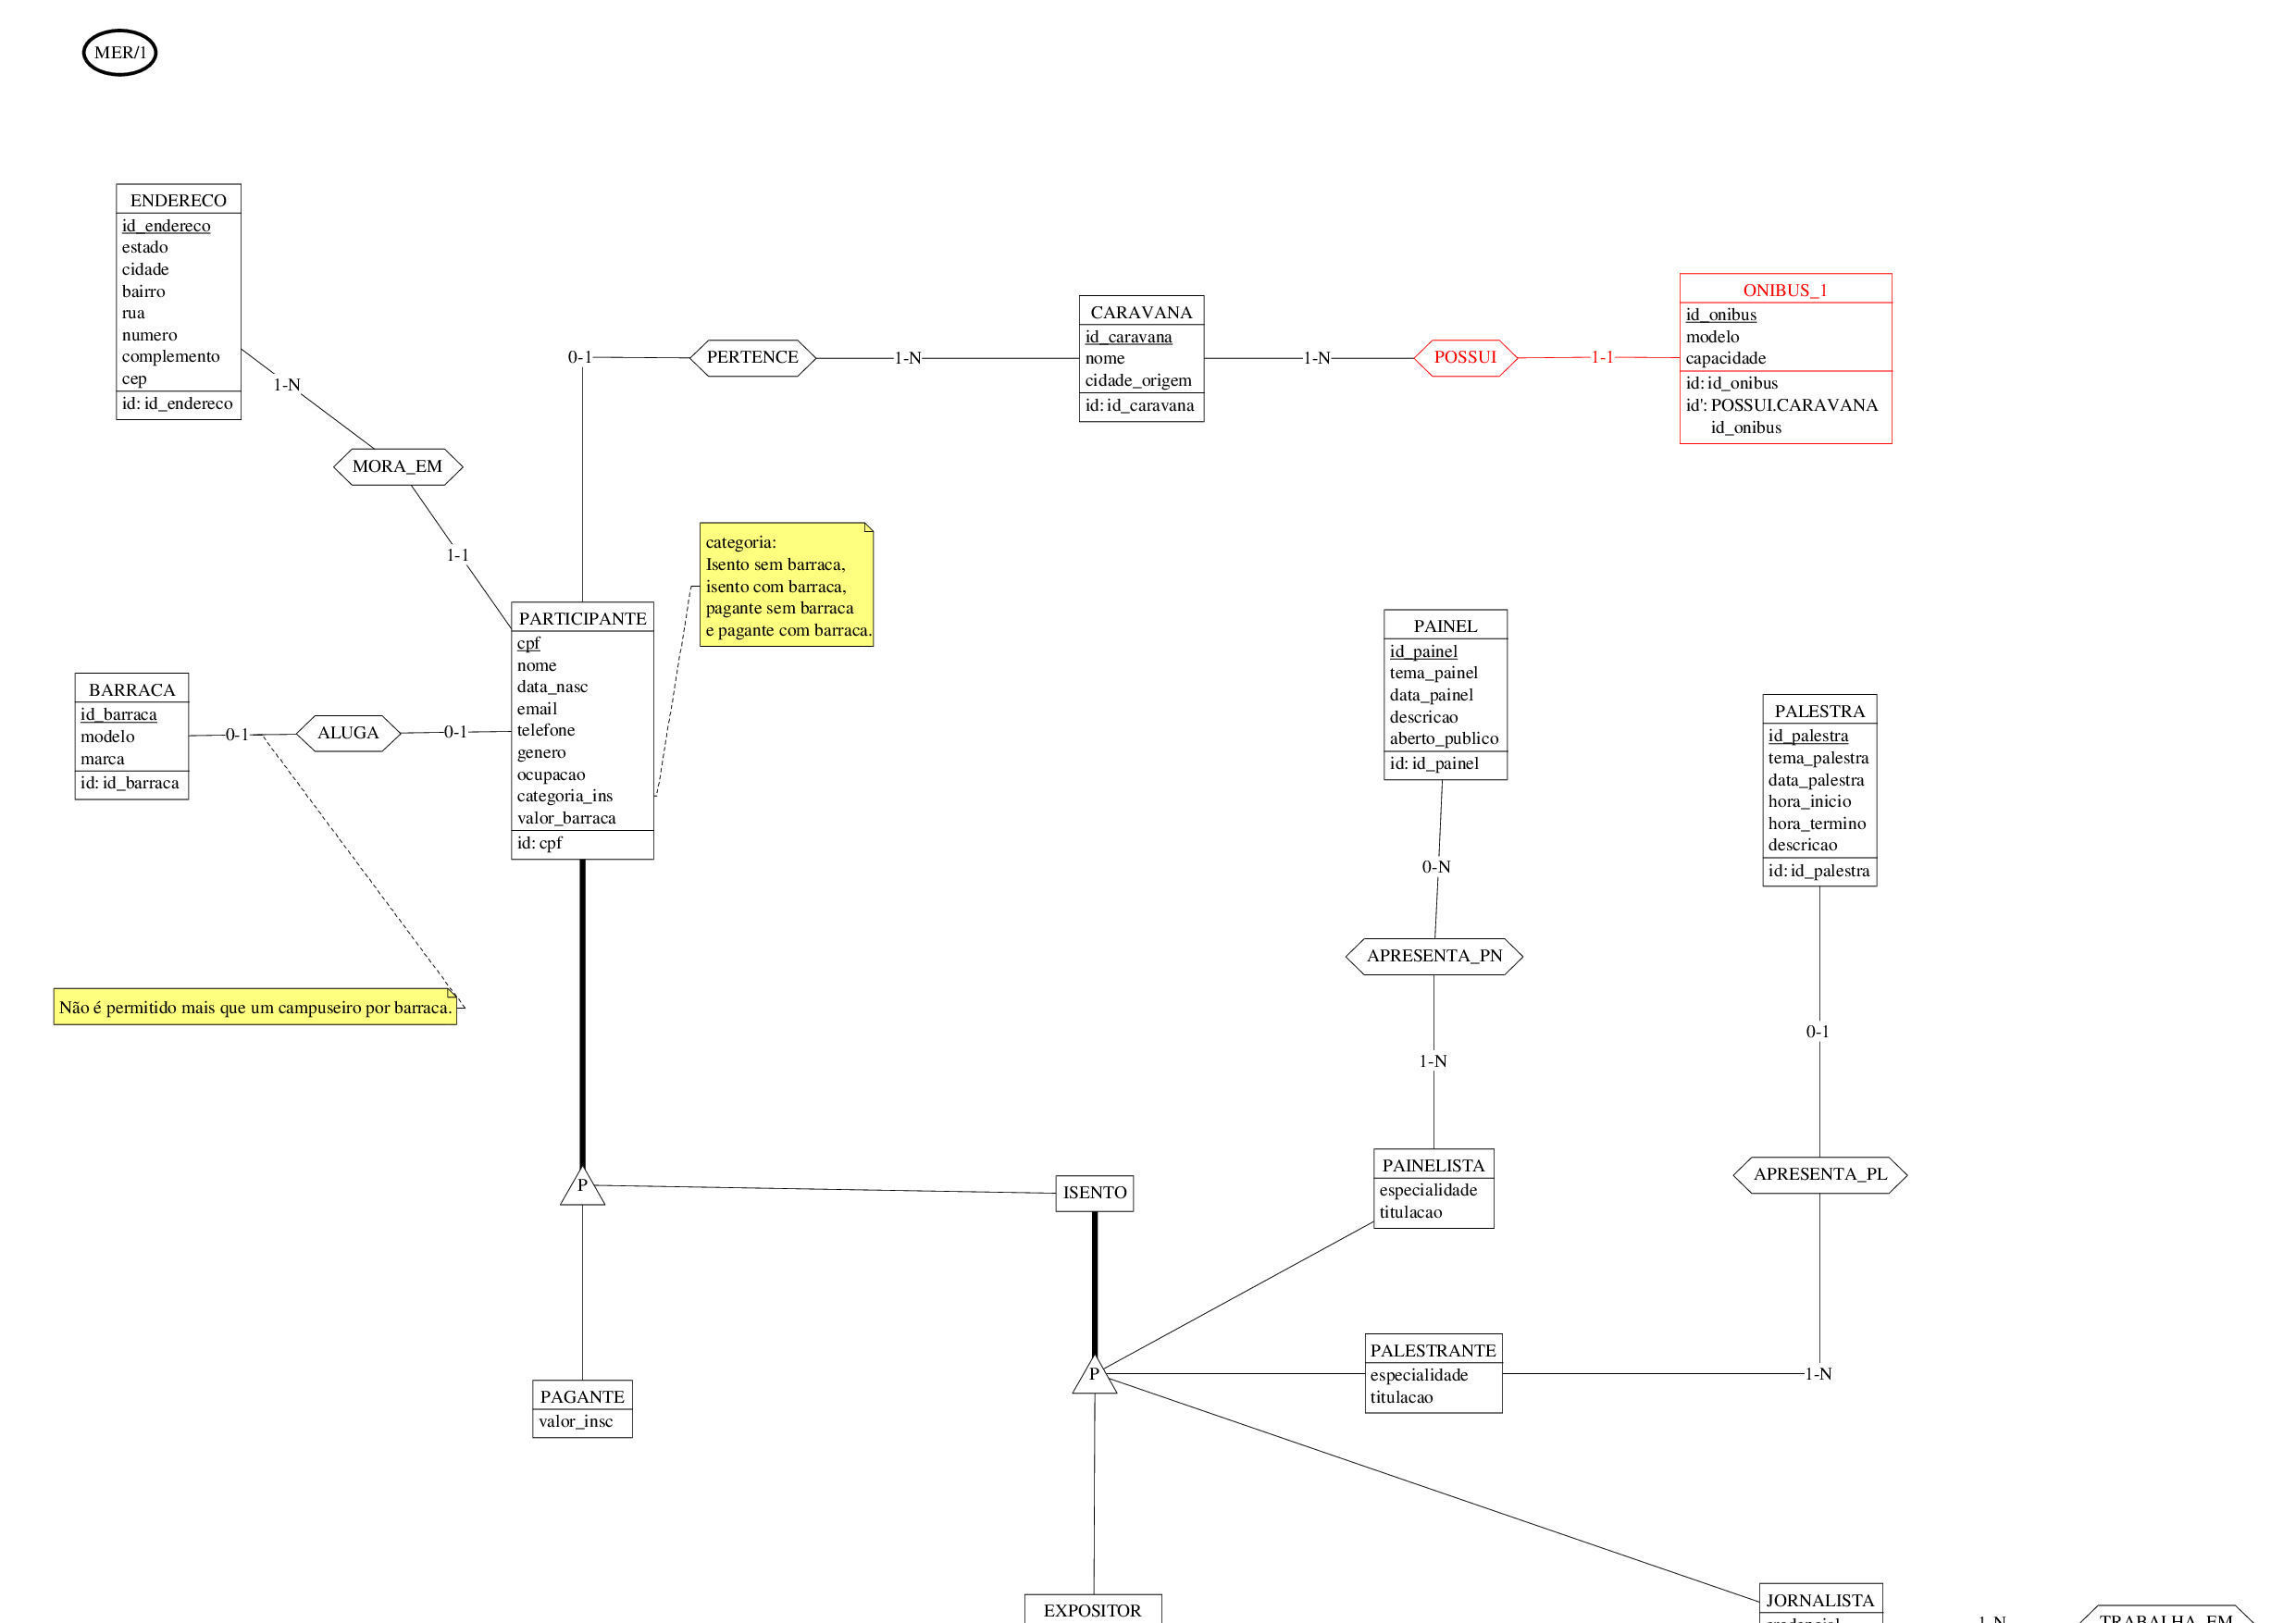 MER/1
ENDERECO
id_endereco
estado
cidade
bairro
rua
numero
complemento
cep
id: id_endereco
1-N
MORA_EM
1-1
0-1
PERTENCE
1-N
CARAVANA
id_caravana
nome
cidade_origem
id: id_caravana
1-N
POSSUI
1-1
ONIBUS_1
id_onibus
modelo
capacidade
id: id_onibus
id': POSSUI.CARAVANA
id_onibus
categoria:
Isento sem barraca,
isento com barraca,
pagante sem barraca
e pagante com barraca.
PARTICIPANTE
cpf
nome
data_nasc
email
telefone
genero
ocupacao
categoria_ins
valor_barraca
id: cpf
BARRACA
id_barraca
modelo
marca
id: id_barraca
0-1
ALUGA
0-1
Não é permitido mais que um campuseiro por barraca.
PAINEL
id_painel
tema_painel
data_painel
descricao
aberto_publico
id: id_painel
0-N
APRESENTA_PN
1-N
PALESTRA
id_palestra
tema_palestra
data_palestra
hora_inicio
hora_termino
descricao
id: id_palestra
0-1
APRESENTA_PL
1-N
P
ISENTO
PAINELISTA
especialidade
titulacao
P
PALESTRANTE
especialidade
titulacao
PAGANTE
valor_insc
EXPOSITOR
JORNALISTA
credencial
1-N
TRABALHA_EM